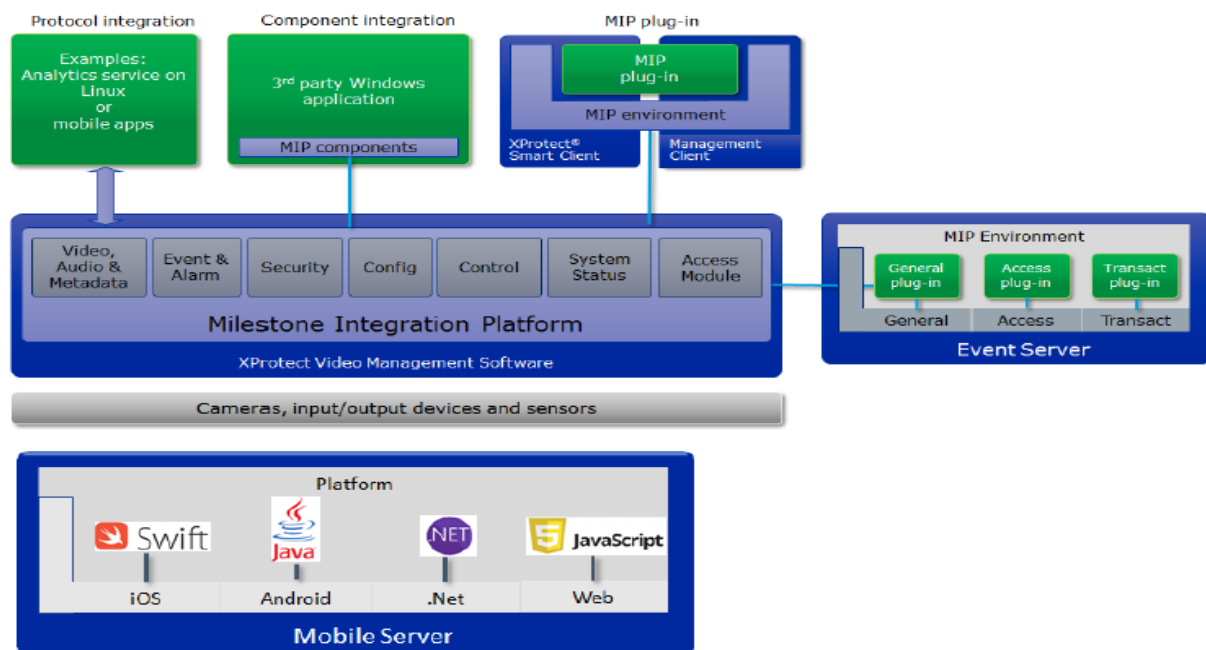 Protocol integration
Component integration
MIP plug-in
Examples:
Analytics service on
Linux
or
mobile apps
3rd party Windows
application
MIP components
MIP
plug-in
MIP environment
XProtect®
Smart Client
Management
Client
Video,
Audio &
Metadata
Event &
Alarm
Security
Config
Control
System
Status
Access
Module
Milestone Integration Platform
XProtect Video Management Software
MIP Environment
General
plug-in
Access
plug-in
Transact
plug-in
General
Access
Transact
Event Server
Cameras, input/output devices and sensors
Platform
Swift
Java
.NET
5
JavaScript
iOS
Android
.Net
Web
Mobile Server